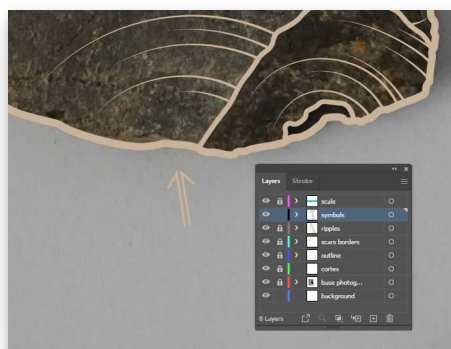 Layers Stroke
scale
symbols
ripples
scars borders
outline
cortex
base photog...
background
8 Layers